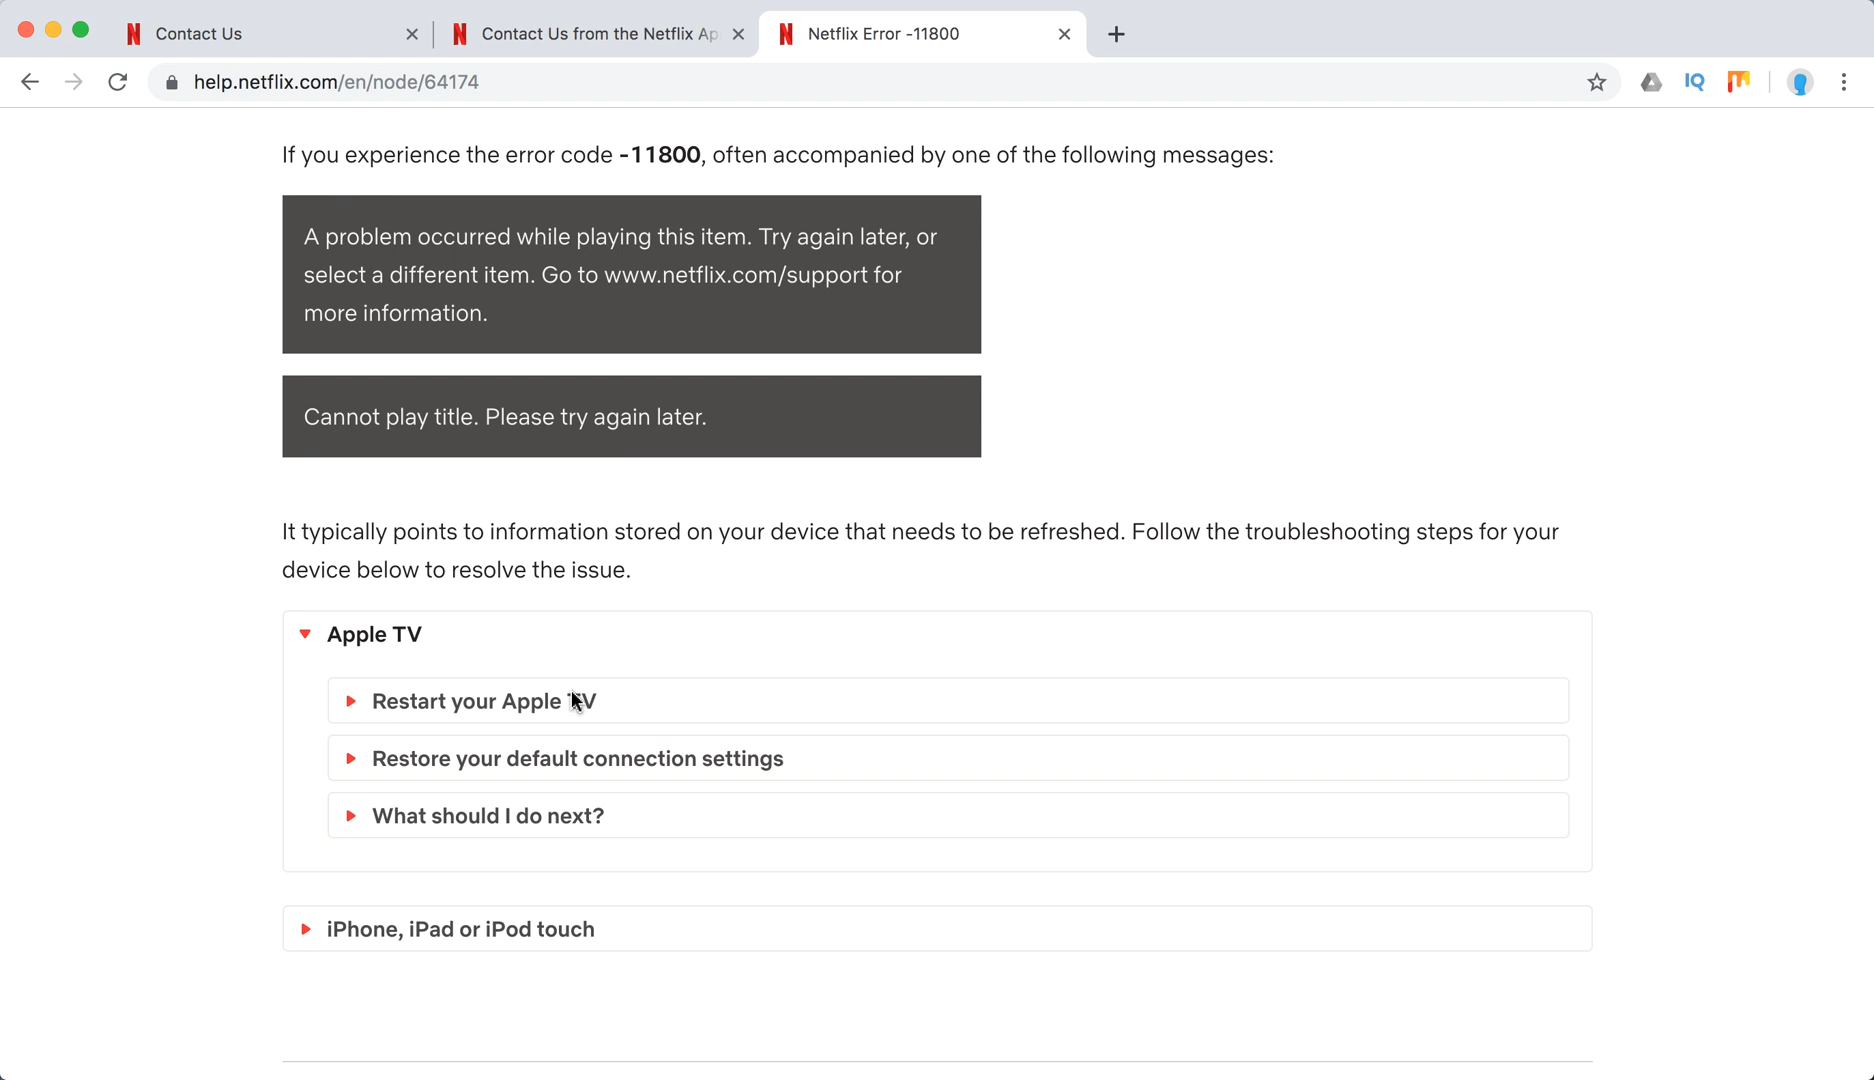 Contact Us
Contact Us from the Netflix Ap
Netflix Error -11800
help.netflix.com/en/node/64174
IQ
If you experience the error code -11800, often accompanied by one of the following messages:
A problem occurred while playing this item. Try again later, or
select a different item. Go to www.netflix.com/support for
more information.
Cannot play title. Please try again later.
It typically points to information stored on your device that needs to be refreshed. Follow the troubleshooting steps for your
device below to resolve the issue.
Apple TV
Restart your Apple TV
Restore your default connection settings
What should I do next?
iPhone, iPad or iPod touch